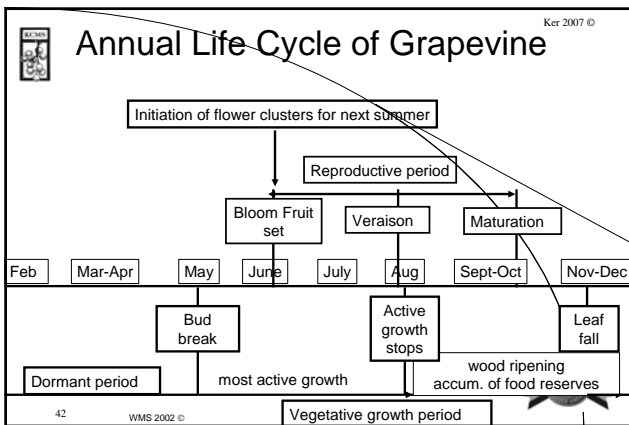 Ker 2007 ©
KCMS
Annual Life Cycle of Grapevine
Initiation of flower clusters for next summer
Reproductive period
Bloom Fruit
set
Veraison
Maturation
Feb
Mar-Apr
May
June
July
Aug
Sept-Oct
Nov-Dec
Bud
break
Active
growth
stops
Leaf
fall
Dormant period
most active growth
wood ripening
accum. of food reserves
42
WMS 2002 ©
Vegetative growth period